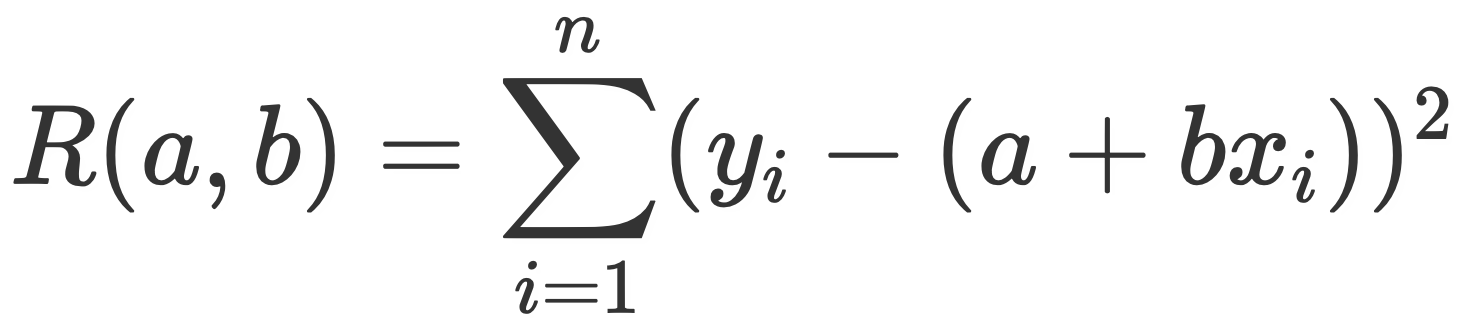 R(a, b) = \sum_{i=1}^{n} (y_i - (a + bx_i))^2